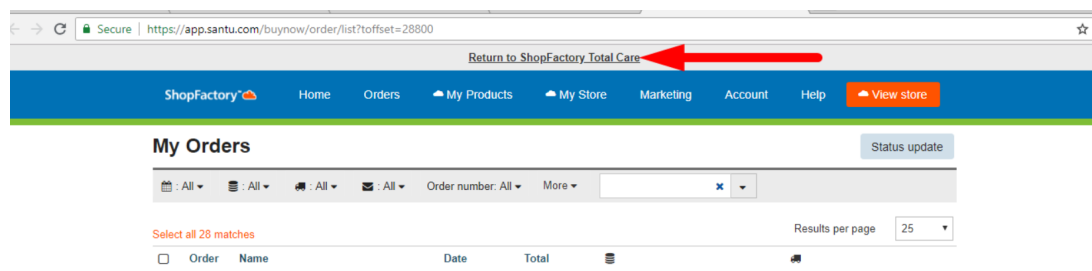 Secure | https://app.santu.com/buynow/order/list?toffset=28800
Return to ShopFactory Total Care
ShopFactory™ Home Orders My Products My Store Marketing Account Help View store
My Orders Status update
: All : All : All : All Order number: All More × 
Select all 28 matches Results per page 25
Order Name Date Total